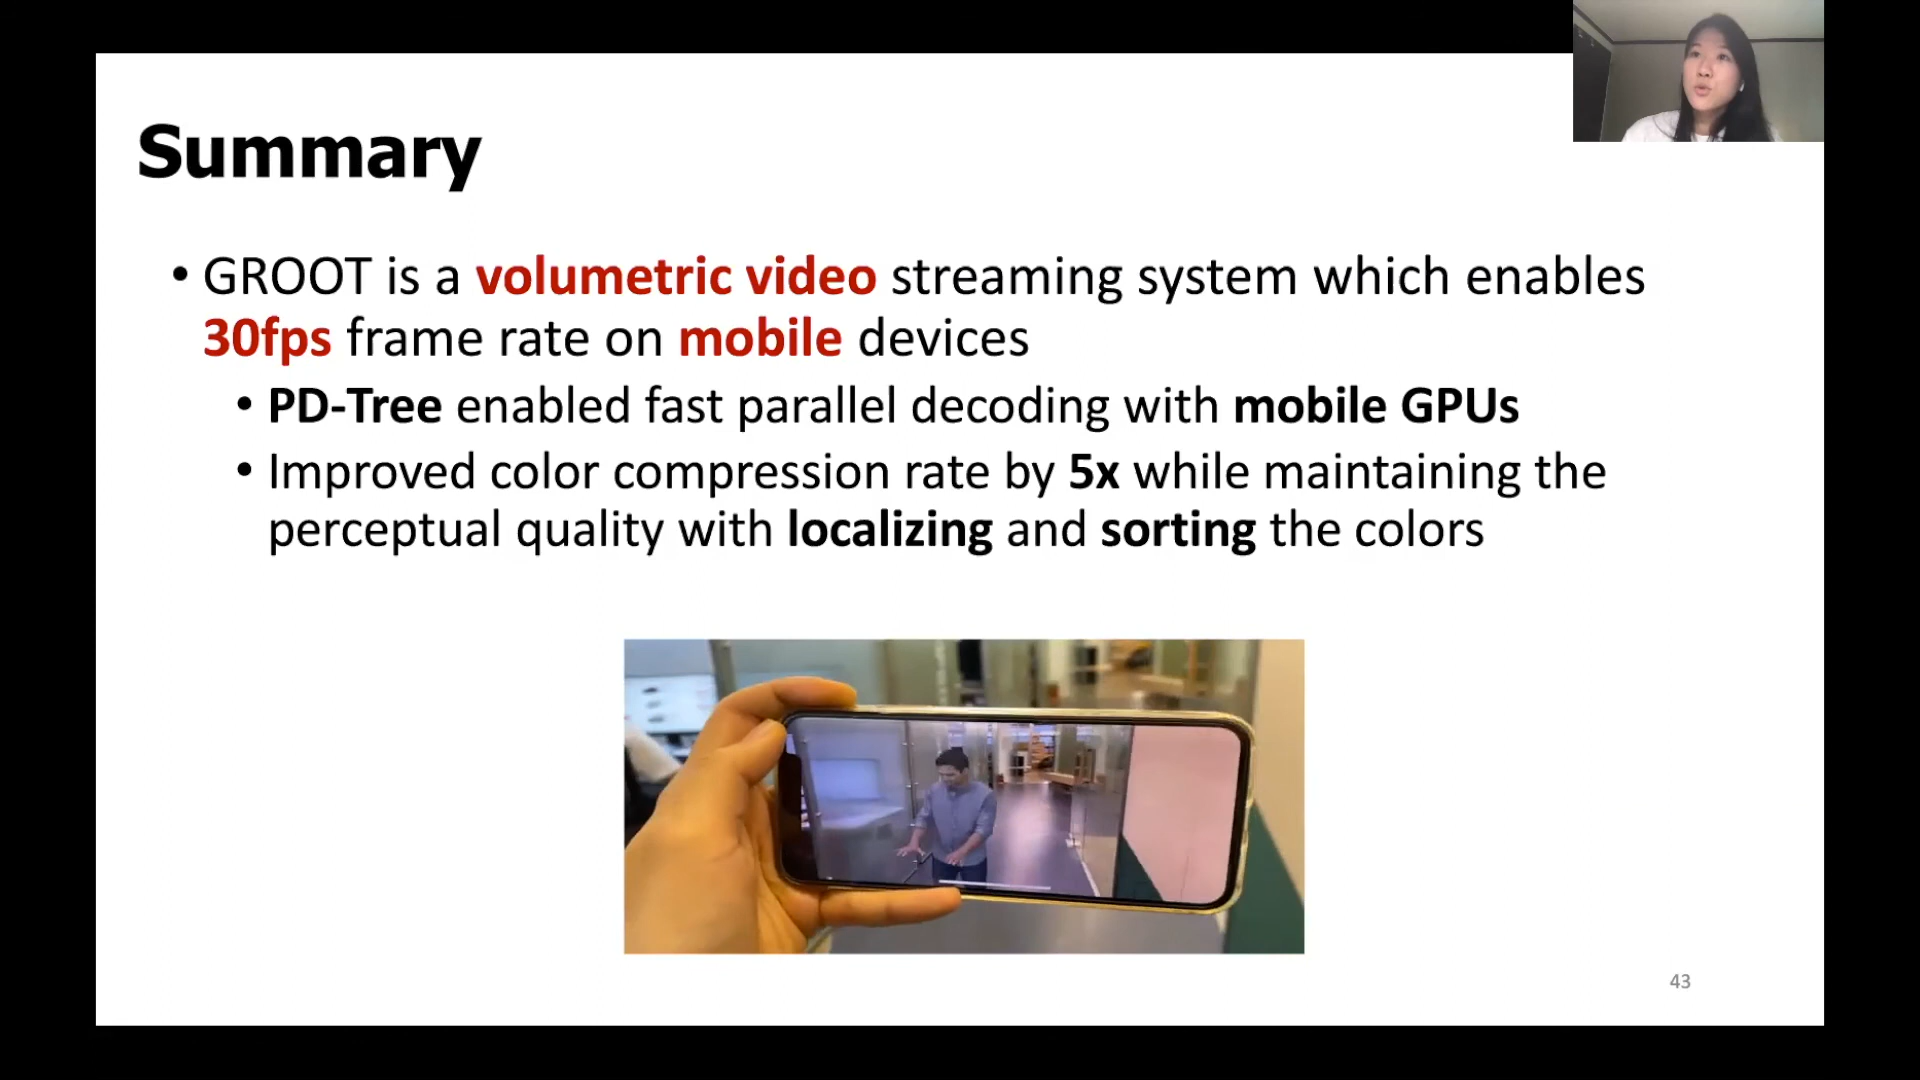 Summary
• GROOT is a volumetric video streaming system which enables
30fps frame rate on mobile devices
• PD-Tree enabled fast parallel decoding with mobile GPUs
• Improved color compression rate by 5x while maintaining the
perceptual quality with localizing and sorting the colors
43